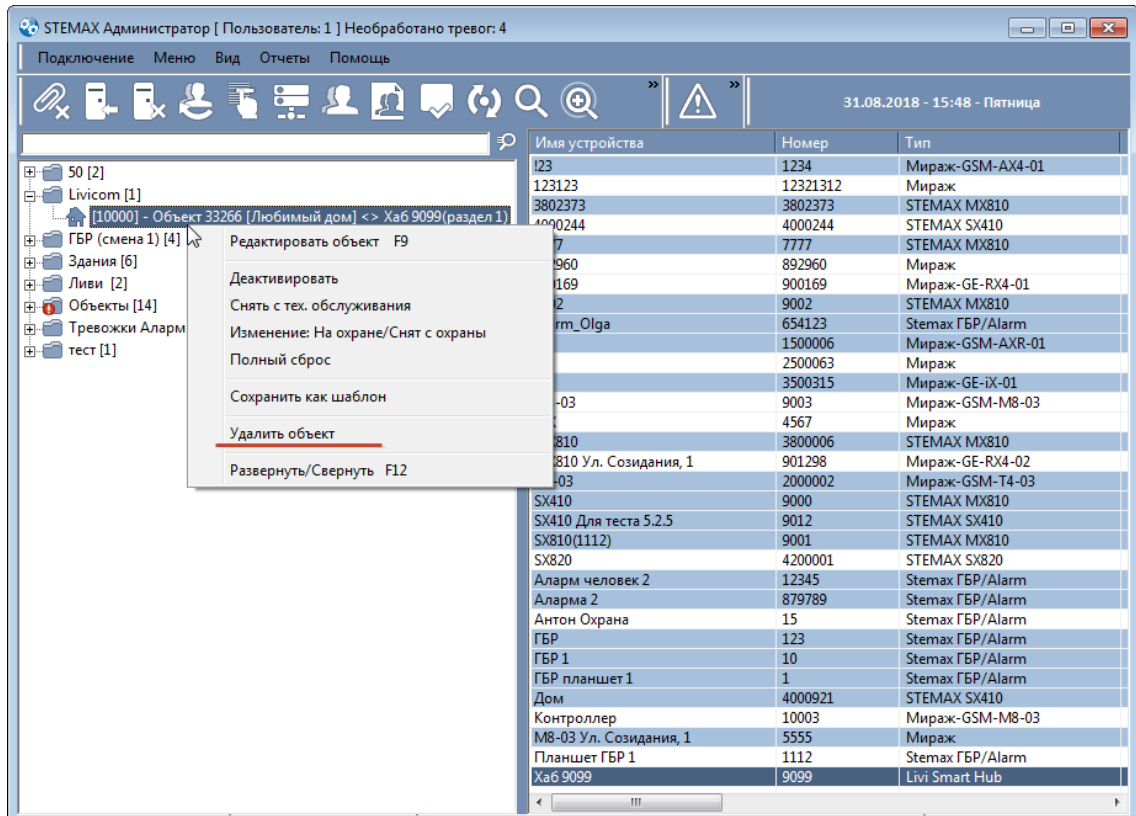 STEMAX Администратор [ Пользователь: 1 ] Необработано тревог: 4
Подключение Меню Вид Отчеты Помощь
31.08.2018 - 15:48 - Пятница
50 [2]
Livicom [1]
[10000] - Объект 33266 [Любимый дом] <> Хаб 9099(раздел 1)
ГБР (смена 1) [4]
Здания [6]
Ливи [2]
Объекты [14]
Тревожки Аларм
тест [1]
Редактировать объект F9
Деактивировать
Снять с тех. обслуживания
Изменение: На охране/Снят с охраны
Полный сброс
Сохранить как шаблон
Удалить объект
Развернуть/Свернуть F12
Имя устройства Номер Тип
!23 1234 Мираж-GSM-AX4-01
123123 12321312 Мираж
3802373 3802373 STEMAX MX810
4000244 4000244 STEMAX SX410
7777 STEMAX MX810
892960 Мираж
900169 Мираж-GE-RX4-01
9002 STEMAX MX810
rm_Olga 654123 Stemax ГБР/Alarm
1500006 Мираж-GSM-AXR-01
2500063 Мираж
3500315 Мираж-GE-iX-01
-03 9003 Мираж-GSM-M8-03
4567 Мираж
810 3800006 STEMAX MX810
810 Ул. Созидания, 1 901298 Мираж-GE-RX4-02
-03 2000002 Мираж-GSM-T4-03
SX410 9000 STEMAX MX810
SX410 Для теста 5.2.5 9012 STEMAX SX410
SX810(1112) 9001 STEMAX MX810
SX820 4200001 STEMAX SX820
Аларм человек 2 12345 Stemax ГБР/Alarm
Аларма 2 879789 Stemax ГБР/Alarm
Антон Охрана 15 Stemax ГБР/Alarm
ГБР 123 Stemax ГБР/Alarm
ГБР 1 10 Stemax ГБР/Alarm
ГБР планшет 1 1 Stemax ГБР/Alarm
Дом 4000921 STEMAX SX410
Контроллер 10003 Мираж-GSM-M8-03
М8-03 Ул. Созидания, 1 5555 Мираж
Планшет ГБР 1 1112 Stemax ГБР/Alarm
Хаб 9099 9099 Livi Smart Hub